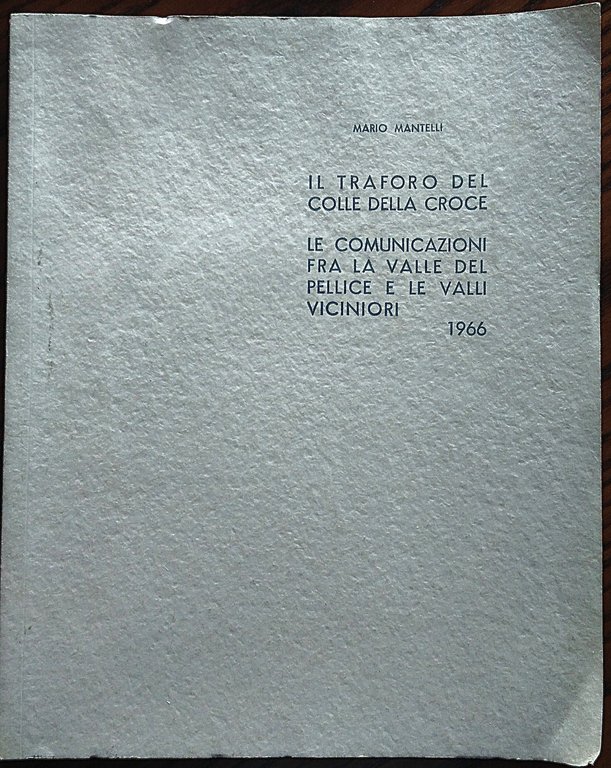 MARIO MANTELLI
IL TRAFORO DEL
COLLE DELLA CROCE
LE COMUNICAZIONI
FRA LA VALLE DEL
PELLICE E LE VALLI
VICINIORI
1966